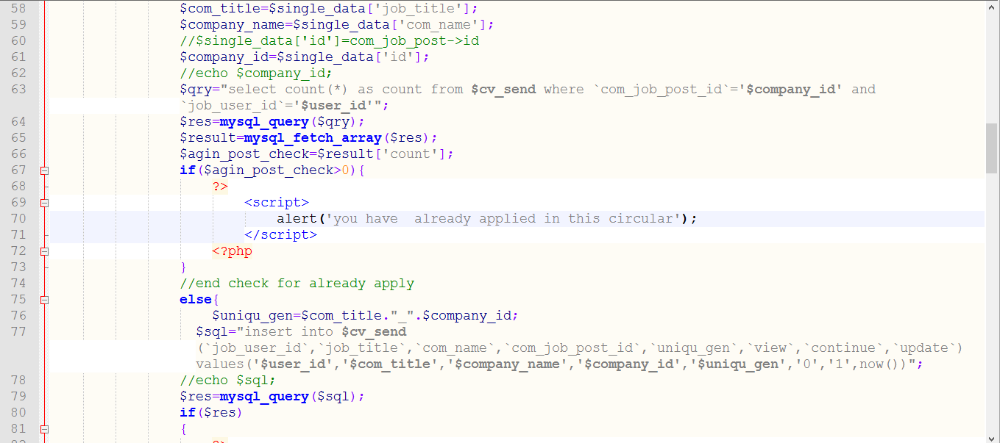 58 $com_title=$single_data['job_title'];
59 $company_name=$single_data['com_name'];
60 //$single_data['id']=com_job_post->id
61 $company_id=$single_data['id'];
62 //echo $company_id;
63 $qry="select count(*) as count from $cv_send where `com_job_post_id`='$company_id' and
`job_user_id`='$user_id'";
64 $res=mysql_query($qry);
65 $result=mysql_fetch_array($res);
66 $agin_post_check=$result['count'];
67 if($agin_post_check>0){
68 ?>
69 <script>
70 alert('you have  already applied in this circular');
71 </script>
72 <?php
73 }
74 //end check for already apply
75 else{
76 $uniqu_gen=$com_title."_".$company_id;
77 $sql="insert into $cv_send
(`job_user_id`,`job_title`,`com_name`,`com_job_post_id`,`uniqu_gen`,`view`,`continue`,`update`)
values('$user_id','$com_title','$company_name','$company_id','$uniqu_gen','0','1',now())";
78 //echo $sql;
79 $res=mysql_query($sql);
80 if($res)
81 {